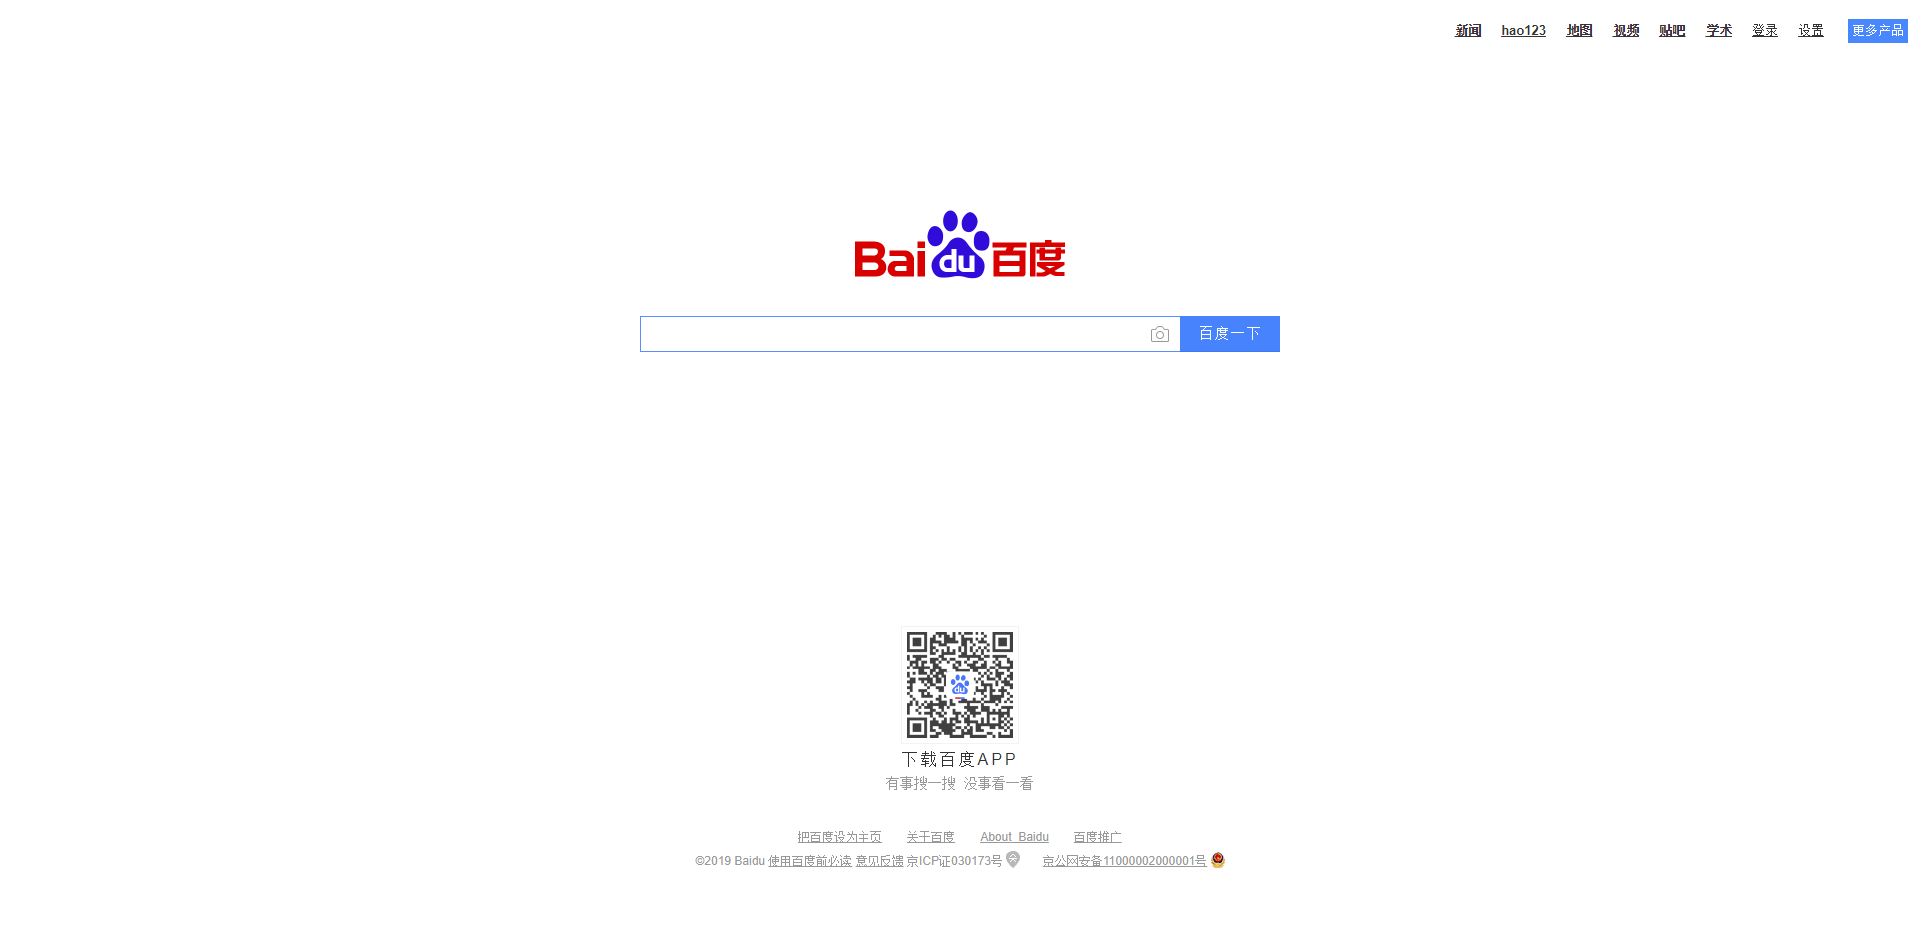 新闻 hao123 地图 视频 贴吧 学术 登录 设置 更多产品
Bai du 百度
百度一下
du
下载百度APP
有事搜一搜 没事看一看
把百度设为主页 关于百度 About Baidu 百度推广
©2019 Baidu 使用百度前必读 意见反馈 京ICP证030173号 京公网安备11000002000001号